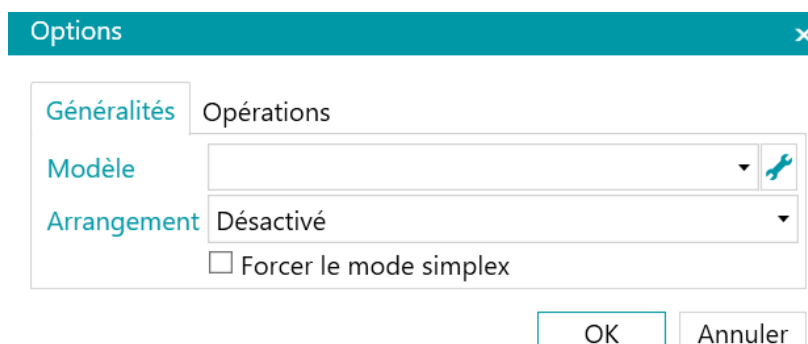 Options
Généralités Opérations
Modèle
Arrangement Désactivé
Forcer le mode simplex
OK Annuler